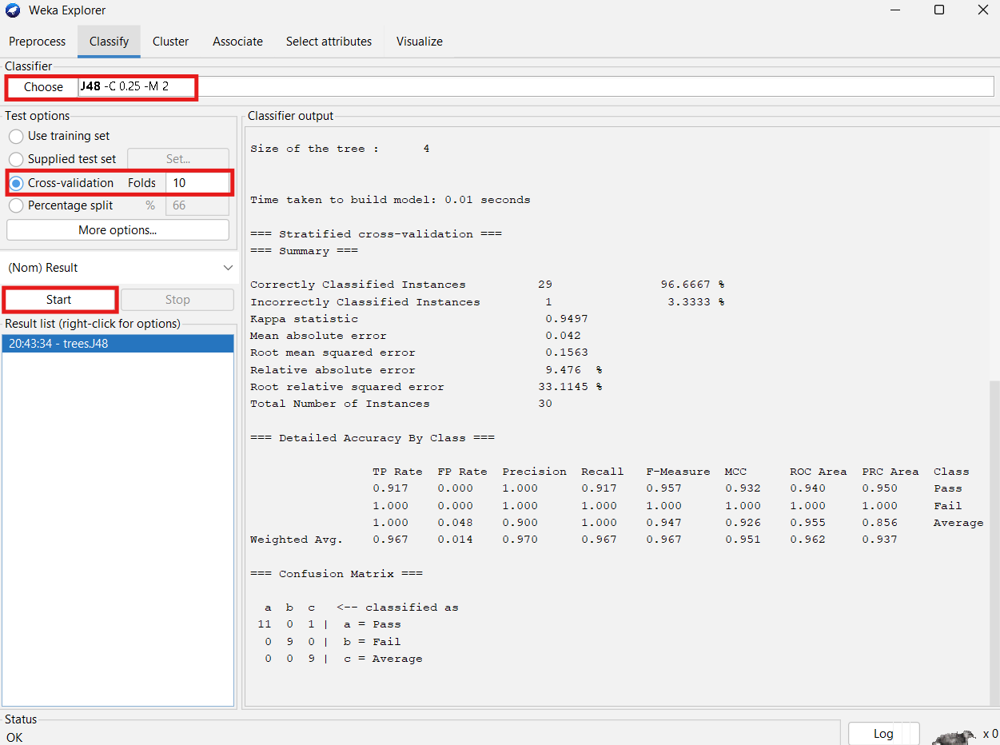 Weka Explorer
Preprocess Classify Cluster Associate Select attributes Visualize
Classifier
Choose J48 -C 0.25 -M 2
Test options
Use training set
Supplied test set Set...
Cross-validation Folds 10
Percentage split % 66
More options...
(Nom) Result
Start Stop
Result list (right-click for options)
20:43:34 - trees.J48
Classifier output
Size of the tree : 4
Time taken to build model: 0.01 seconds
=== Stratified cross-validation ===
=== Summary ===
Correctly Classified Instances 29 96.6667 %
Incorrectly Classified Instances 1 3.3333 %
Kappa statistic 0.9497
Mean absolute error 0.042
Root mean squared error 0.1563
Relative absolute error 9.476 %
Root relative squared error 33.1145 %
Total Number of Instances 30
=== Detailed Accuracy By Class ===
TP Rate FP Rate Precision Recall F-Measure MCC ROC Area PRC Area Class
0.917 0.000 1.000 0.917 0.957 0.932 0.940 0.950 Pass
1.000 0.000 1.000 1.000 1.000 1.000 1.000 1.000 Fail
1.000 0.048 0.900 1.000 0.947 0.926 0.955 0.856 Average
Weighted Avg. 0.967 0.014 0.970 0.967 0.967 0.951 0.962 0.937
=== Confusion Matrix ===
a b c <-- classified as
11 0 1 | a = Pass
0 9 0 | b = Fail
0 0 9 | c = Average
Status
OK
Log x 0